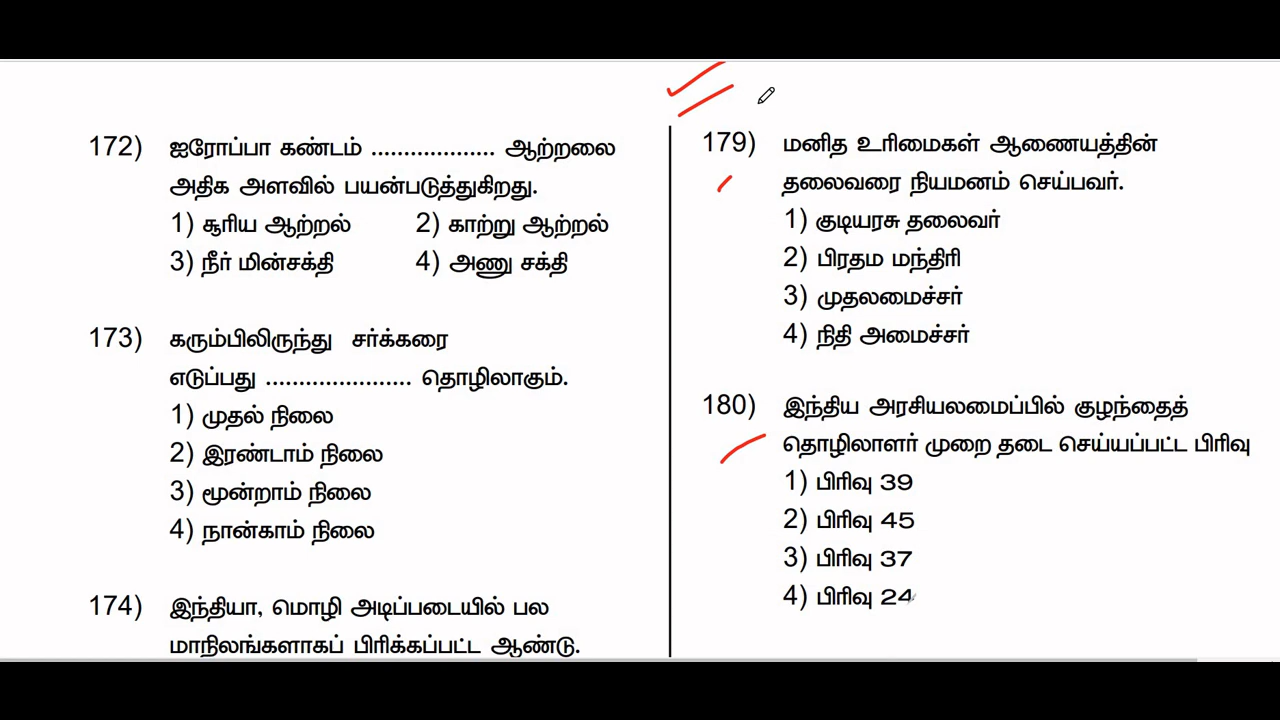 172) ஐரோப்பா கண்டம் ................... ஆற்றலை
அதிக அளவில் பயன்படுத்துகிறது.
1) சூரிய ஆற்றல் 2) காற்று ஆற்றல்
3) நீர் மின்சக்தி 4) அணு சக்தி
173) கரும்பிலிருந்து சர்க்கரை
எடுப்பது ...................... தொழிலாகும்.
1) முதல் நிலை
2) இரண்டாம் நிலை
3) மூன்றாம் நிலை
4) நான்காம் நிலை
174) இந்தியா, மொழி அடிப்படையில் பல
மாநிலங்களாகப் பிரிக்கப்பட்ட ஆண்டு.
179) மனித உரிமைகள் ஆணையத்தின்
தலைவரை நியமனம் செய்பவர்.
1) குடியரசு தலைவர்
2) பிரதம மந்திரி
3) முதலமைச்சர்
4) நிதி அமைச்சர்
180) இந்திய அரசியலமைப்பில் குழந்தைத்
தொழிலாளர் முறை தடை செய்யப்பட்ட பிரிவு
1) பிரிவு 39
2) பிரிவு 45
3) பிரிவு 37
4) பிரிவு 24